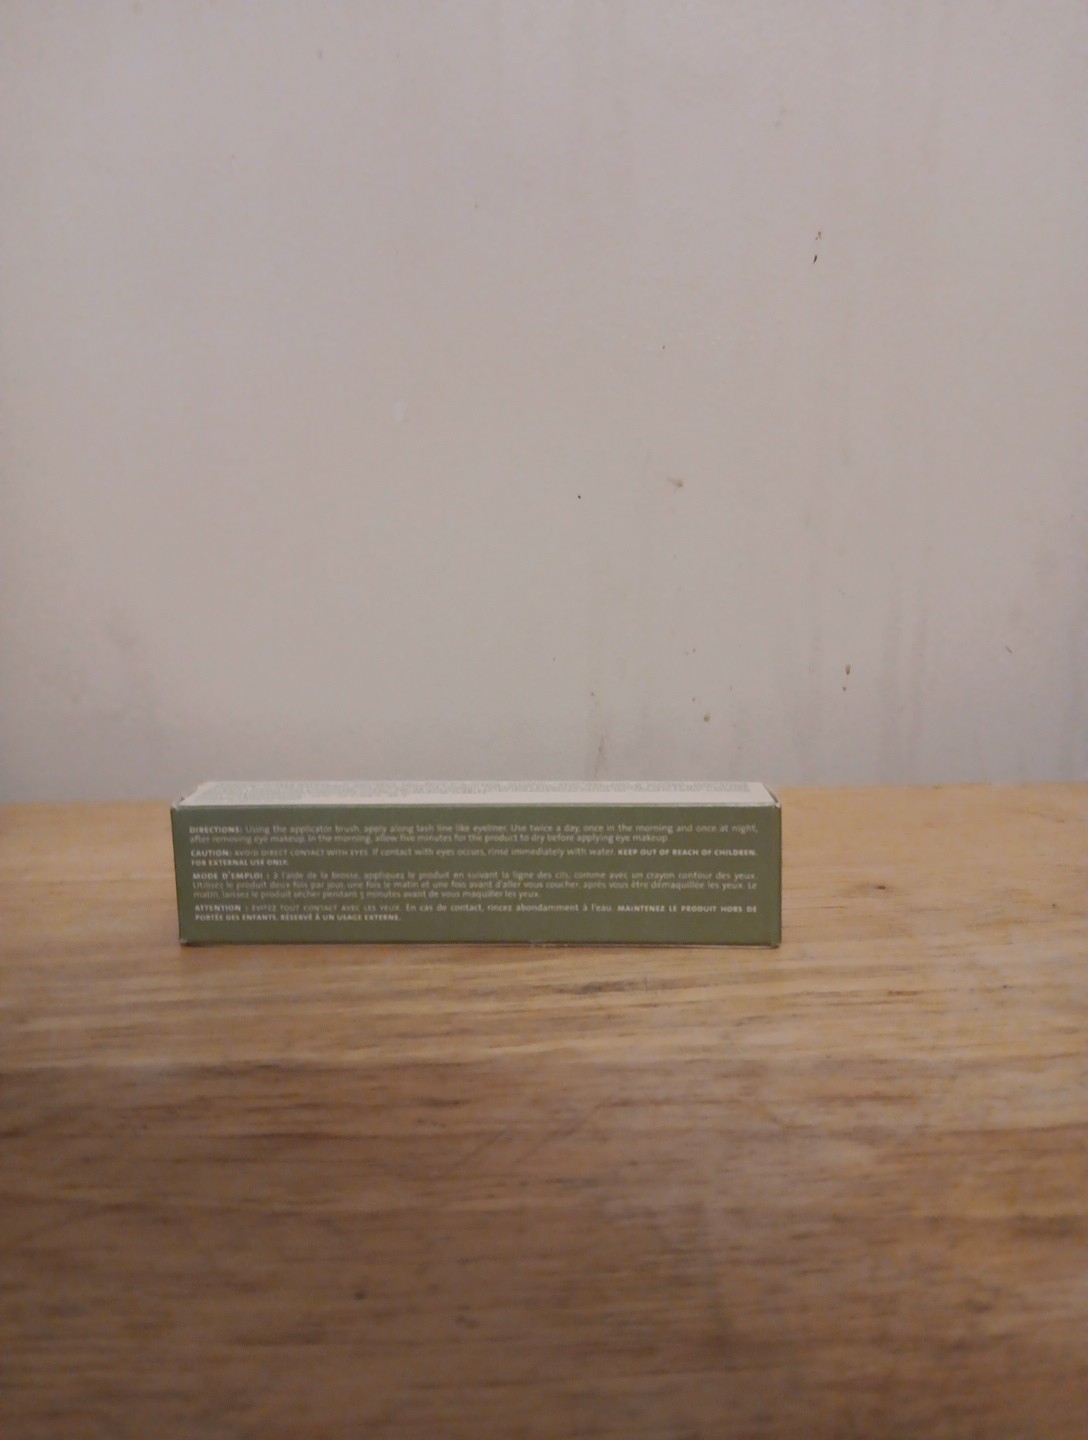 DIRECTIONS: Using the applicator brush, apply along lash line like eyeliner. Use twice a day, once in the morning and once at night,
after removing eye makeup. In the morning, allow five minutes for the product to dry before applying eye makeup.
CAUTION: AVOID DIRECT CONTACT WITH EYES. If contact with eyes occurs, rinse immediately with water. KEEP OUT OF REACH OF CHILDREN.
FOR EXTERNAL USE ONLY.
MODE D'EMPLOI : à l'aide de la brosse, appliquez le produit en suivant la ligne des cils, comme avec un crayon contour des yeux.
Utilisez le produit deux fois par jour, une fois le matin et une fois avant d'aller vous coucher, après vous être démaquillée les yeux. Le
matin, laissez le produit sécher pendant 5 minutes avant de vous maquiller les yeux.
ATTENTION : ÉVITEZ TOUT CONTACT AVEC LES YEUX. En cas de contact, rincez abondamment à l'eau. MAINTENEZ LE PRODUIT HORS DE
PORTÉE DES ENFANTS. RÉSERVÉ À UN USAGE EXTERNE.